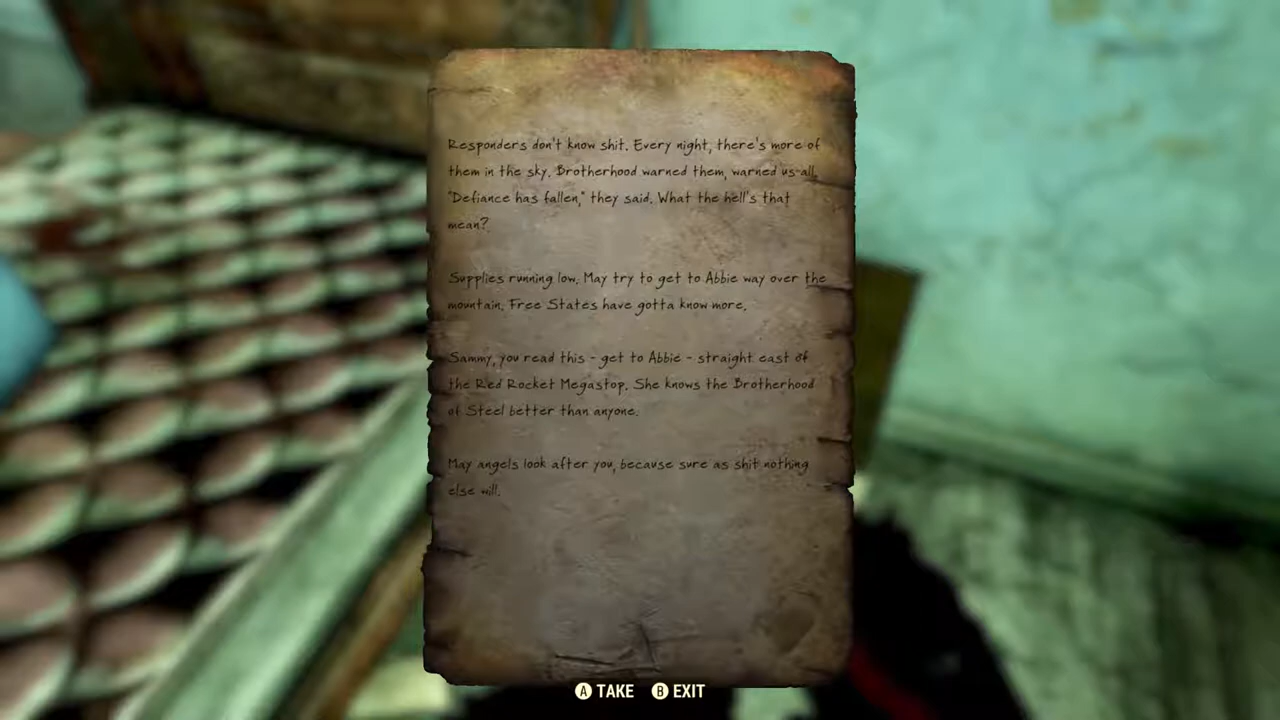 Responders don't know shit. Every night, there's more of
them in the sky. Brotherhood warned them, warned us all.
"Defiance has fallen," they said. What the hell's that
mean?
Supplies running low. May try to get to Abbie way over the
mountain. Free States have gotta know more.
Sammy, you read this - get to Abbie - straight east of
the Red Rocket Megastop. She knows the Brotherhood
of Steel better than anyone.
May angels look after you, because sure as shit nothing
else will.
A TAKE B EXIT